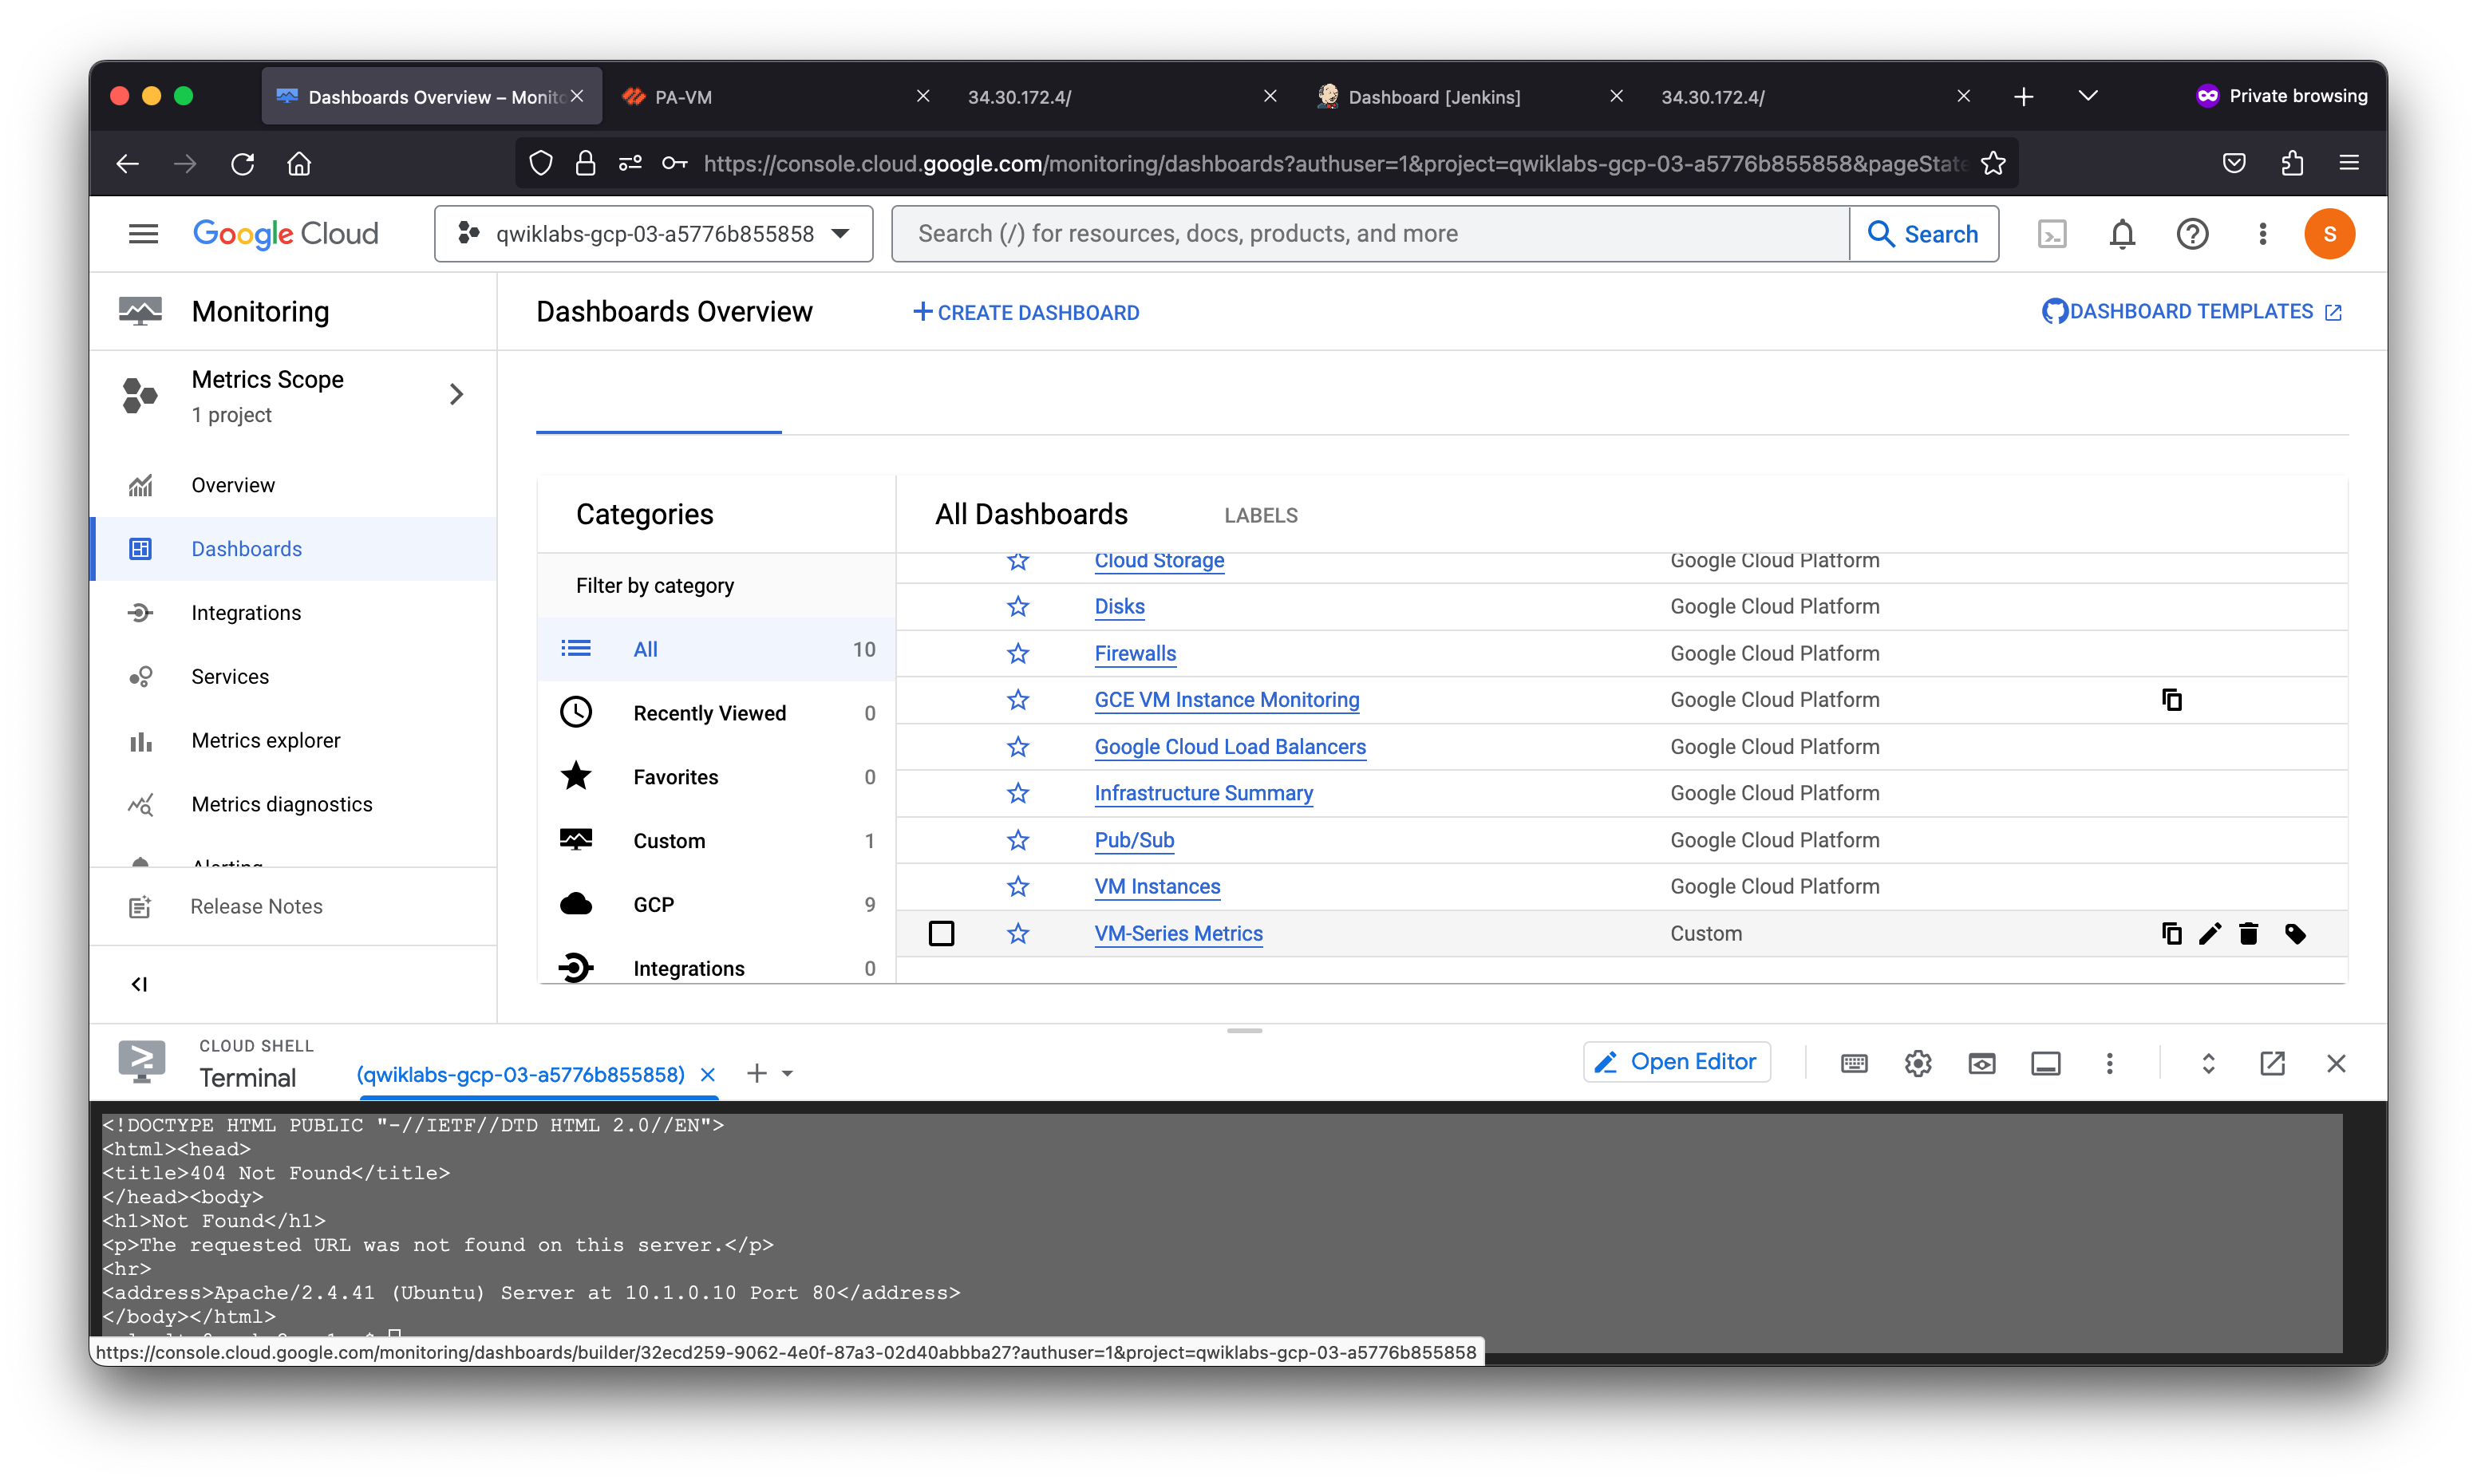 Dashboards Overview – Monito
PA-VM
34.30.172.4/
Dashboard [Jenkins]
34.30.172.4/
Private browsing
https://console.cloud.google.com/monitoring/dashboards?authuser=1&project=qwiklabs-gcp-03-a5776b855858&pageState
Google Cloud
qwiklabs-gcp-03-a5776b855858
Search (/) for resources, docs, products, and more
Search
S
Monitoring
Dashboards Overview
CREATE DASHBOARD
DASHBOARD TEMPLATES
Metrics Scope
1 project
Overview
Dashboards
Integrations
Services
Metrics explorer
Metrics diagnostics
Alerting
Release Notes
Categories
Filter by category
All 10
Recently Viewed 0
Favorites 0
Custom 1
GCP 9
Integrations 0
All Dashboards
LABELS
Cloud Storage Google Cloud Platform
Disks Google Cloud Platform
Firewalls Google Cloud Platform
GCE VM Instance Monitoring Google Cloud Platform
Google Cloud Load Balancers Google Cloud Platform
Infrastructure Summary Google Cloud Platform
Pub/Sub Google Cloud Platform
VM Instances Google Cloud Platform
VM-Series Metrics Custom
CLOUD SHELL
Terminal
(qwiklabs-gcp-03-a5776b855858)
Open Editor
<!DOCTYPE HTML PUBLIC "-//IETF//DTD HTML 2.0//EN">
<html><head>
<title>404 Not Found</title>
</head><body>
<h1>Not Found</h1>
<p>The requested URL was not found on this server.</p>
<hr>
<address>Apache/2.4.41 (Ubuntu) Server at 10.1.0.10 Port 80</address>
</body></html>
https://console.cloud.google.com/monitoring/dashboards/builder/32ecd259-9062-4e0f-87a3-02d40abbba27?authuser=1&project=qwiklabs-gcp-03-a5776b855858